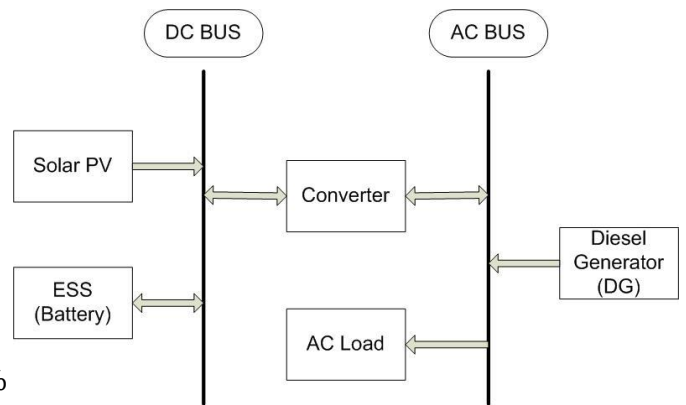 DC BUS
AC BUS
Solar PV
Converter
Diesel
Generator
(DG)
ESS
(Battery)
AC Load
%